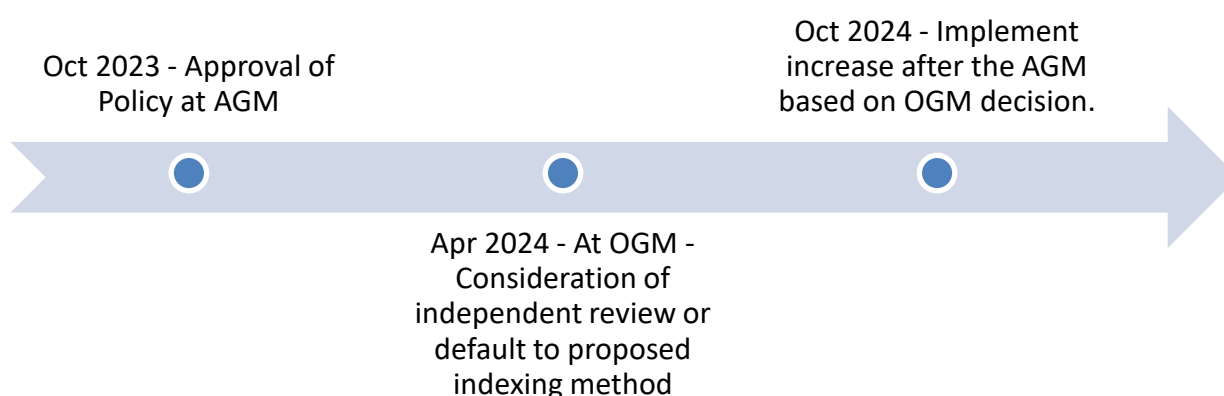 Oct 2023 - Approval of
Policy at AGM
Apr 2024 - At OGM -
Consideration of
independent review or
default to proposed
indexing method
Oct 2024 - Implement
increase after the AGM
based on OGM decision.